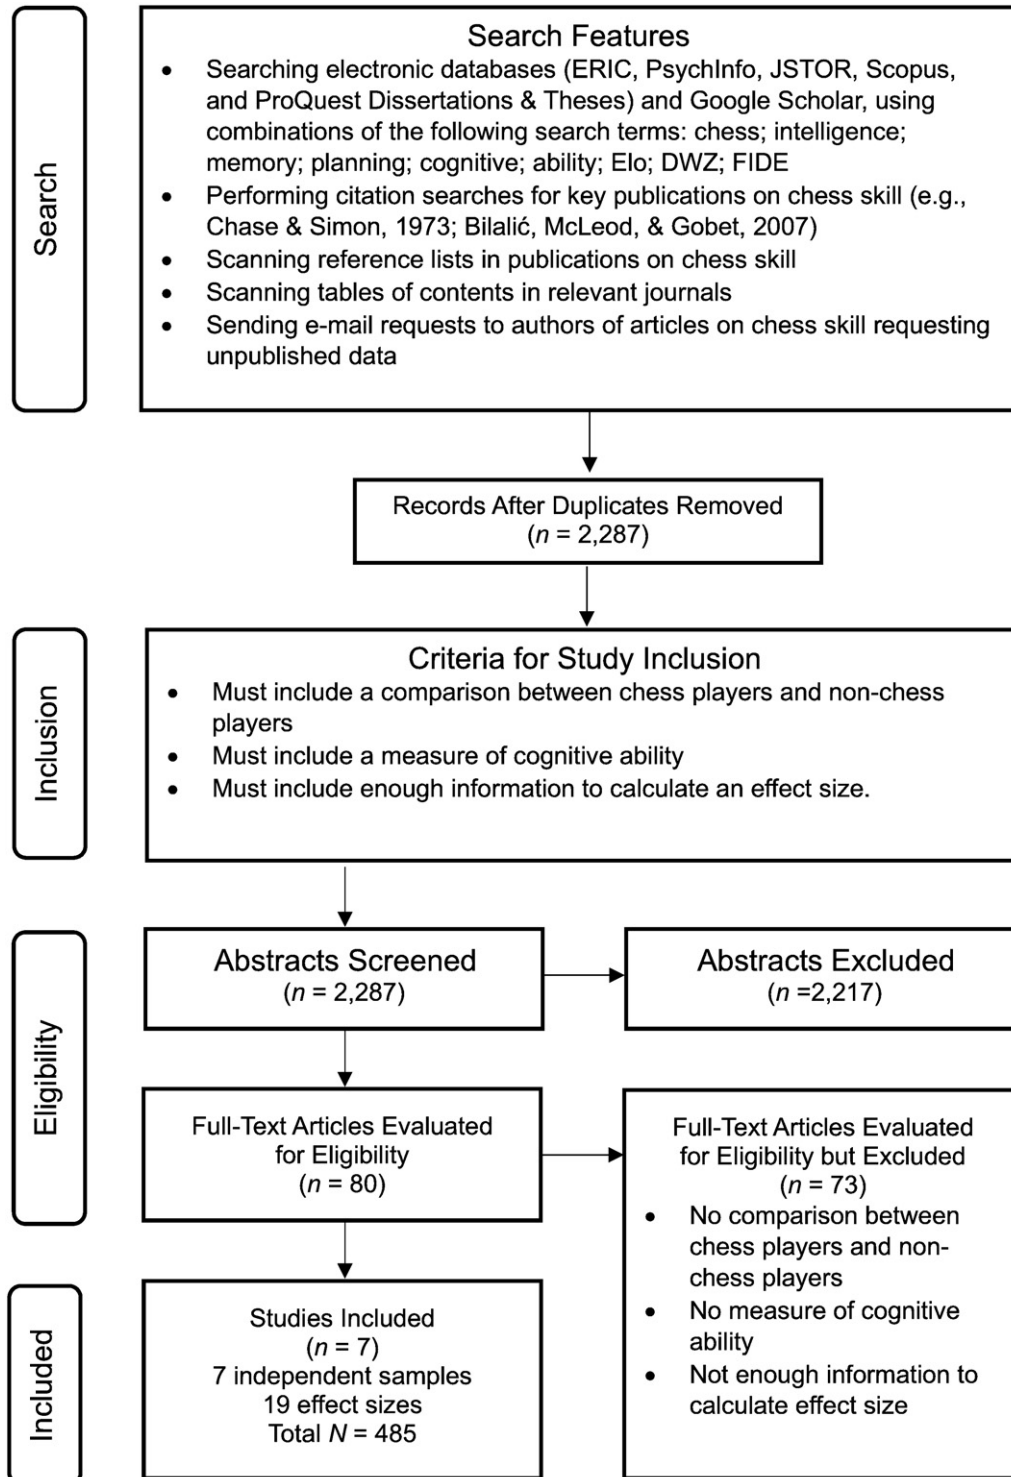 Search
Search Features
• Searching electronic databases (ERIC, PsychInfo, JSTOR, Scopus,
and ProQuest Dissertations & Theses) and Google Scholar, using
combinations of the following search terms: chess; intelligence;
memory; planning; cognitive; ability; Elo; DWZ; FIDE
• Performing citation searches for key publications on chess skill (e.g.,
Chase & Simon, 1973; Bilalić, McLeod, & Gobet, 2007)
• Scanning reference lists in publications on chess skill
• Scanning tables of contents in relevant journals
• Sending e-mail requests to authors of articles on chess skill requesting
unpublished data
Records After Duplicates Removed
(n = 2,287)
Inclusion
Criteria for Study Inclusion
• Must include a comparison between chess players and non-chess
players
• Must include a measure of cognitive ability
• Must include enough information to calculate an effect size.
Eligibility
Abstracts Screened
(n = 2,287)
Abstracts Excluded
(n =2,217)
Full-Text Articles Evaluated
for Eligibility
(n = 80)
Full-Text Articles Evaluated
for Eligibility but Excluded
(n = 73)
• No comparison between
chess players and non-
chess players
• No measure of cognitive
ability
• Not enough information to
calculate effect size
Included
Studies Included
(n = 7)
7 independent samples
19 effect sizes
Total N = 485